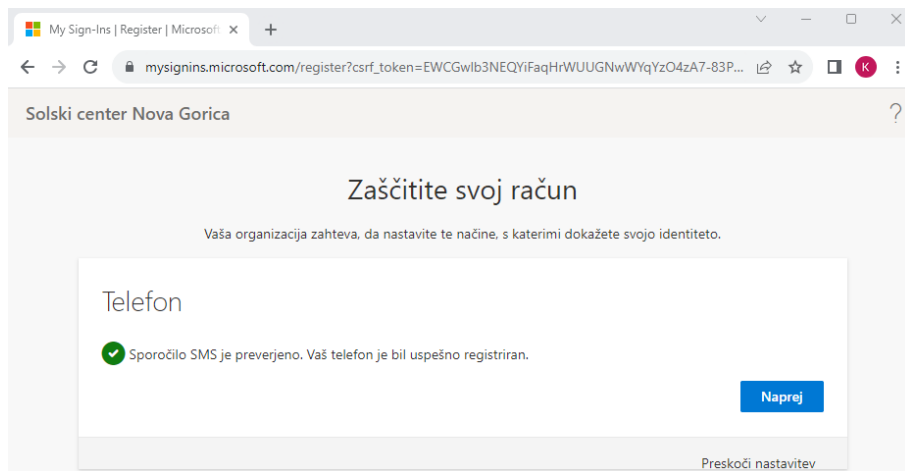 My Sign-Ins | Register | Microsof
mysignins.microsoft.com/register?csrf_token=EWCGwlb3NEQYiFaqHrWUUGNwWYqYzO4zA7-83P...
K
Solski center Nova Gorica
?
Zaščitite svoj račun
Vaša organizacija zahteva, da nastavite te načine, s katerimi dokažete svojo identiteto.
Telefon
Sporočilo SMS je preverjeno. Vaš telefon je bil uspešno registriran.
Naprej
Preskoči nastavitev